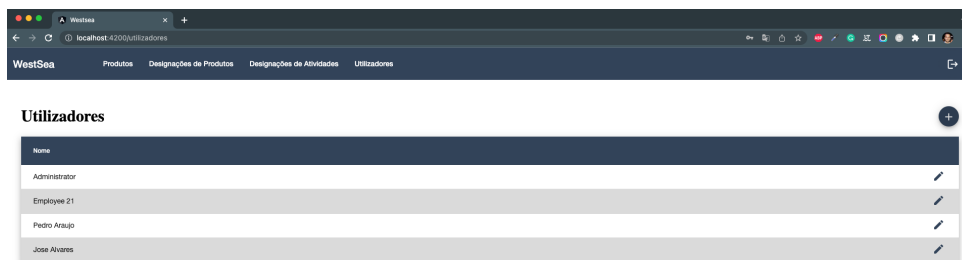 Westsea
localhost:4200/utilizadores
WestSea Produtos Designações de Produtos Designações de Atividades Utilizadores
Utilizadores
Nome
Administrator
Employee 21
Pedro Araujo
Jose Alvares